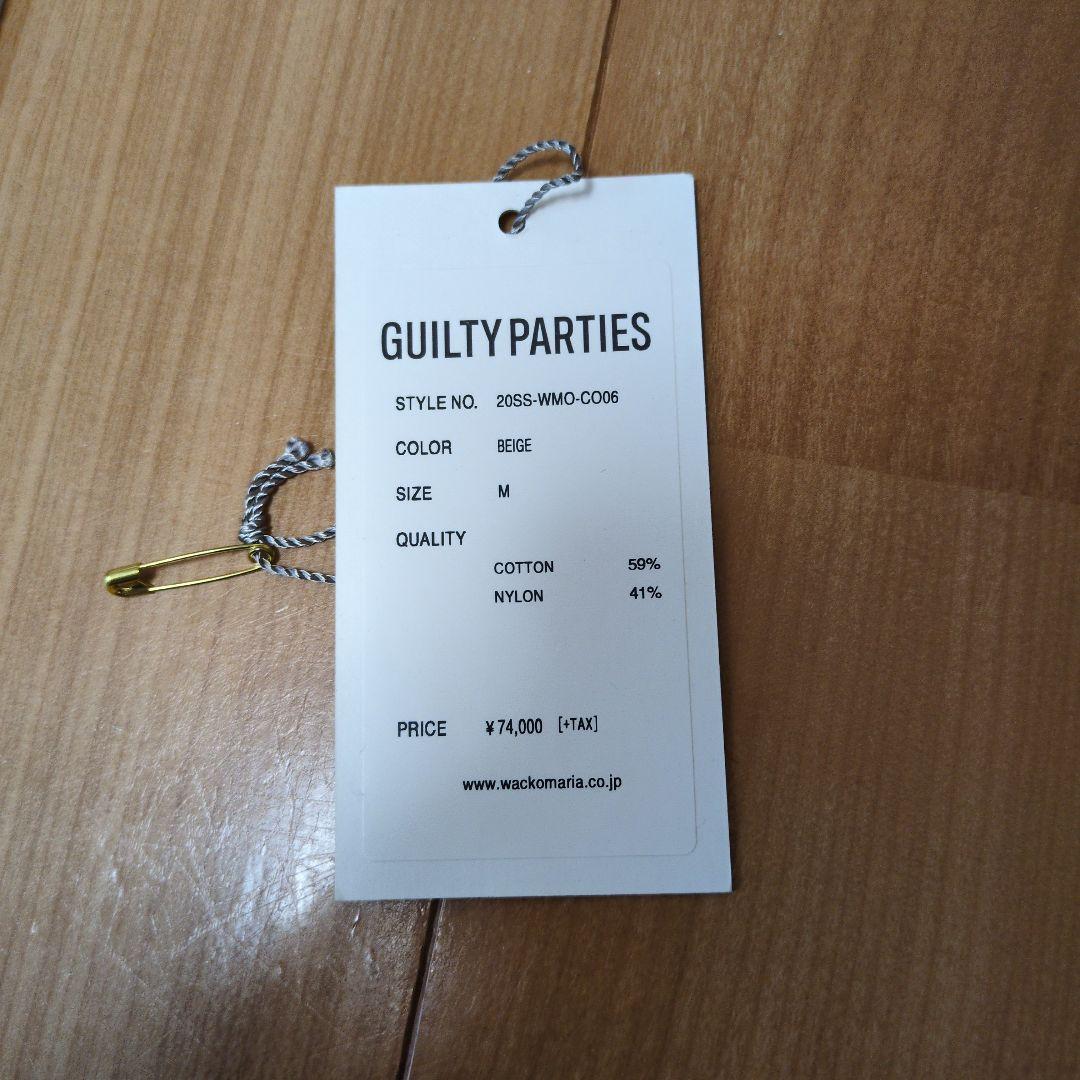 GUILTY PARTIES
STYLE NO. 20SS-WMO-CO06
COLOR BEIGE
SIZE M
QUALITY
COTTON 59%
NYLON 41%
PRICE ¥74,000 [+TAX]
www.wackomaria.co.jp